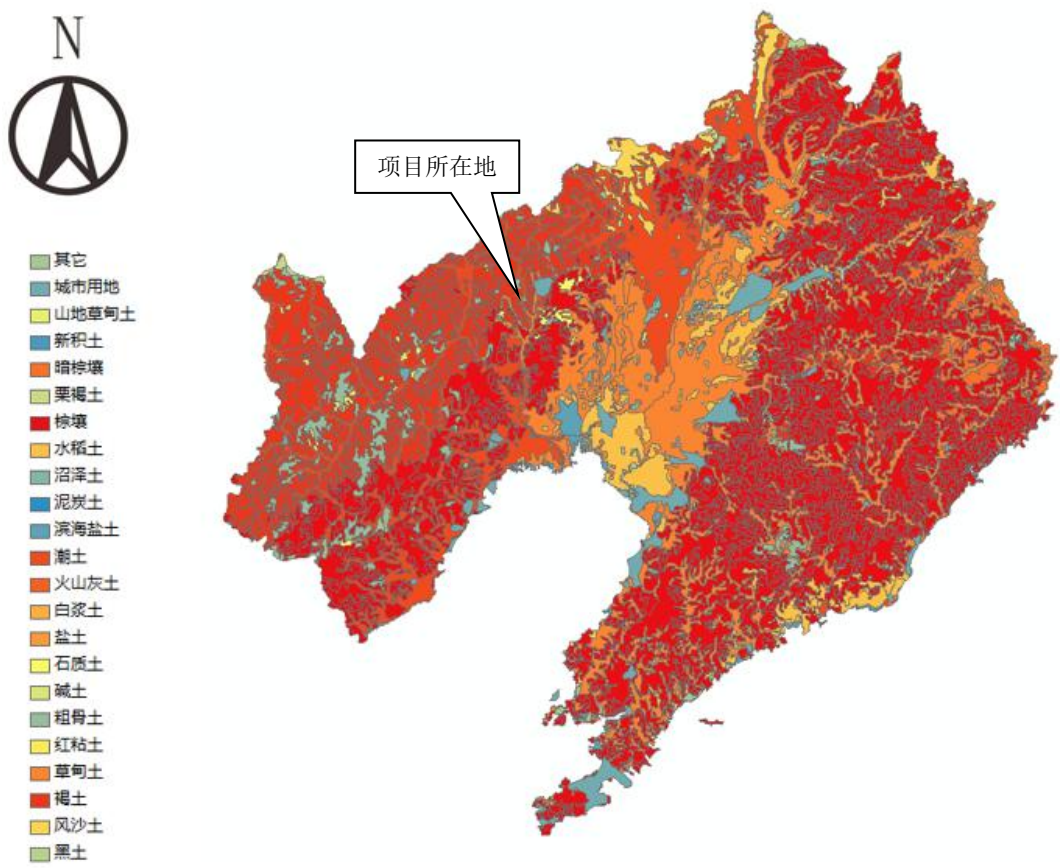 N
项目所在地
其它
城市用地
山地草甸土
新积土
暗棕壤
栗褐土
棕壤
水稻土
沼泽土
泥炭土
滨海盐土
潮土
火山灰土
白浆土
盐土
石质土
碱土
粗骨土
红粘土
草甸土
褐土
风沙土
黑土